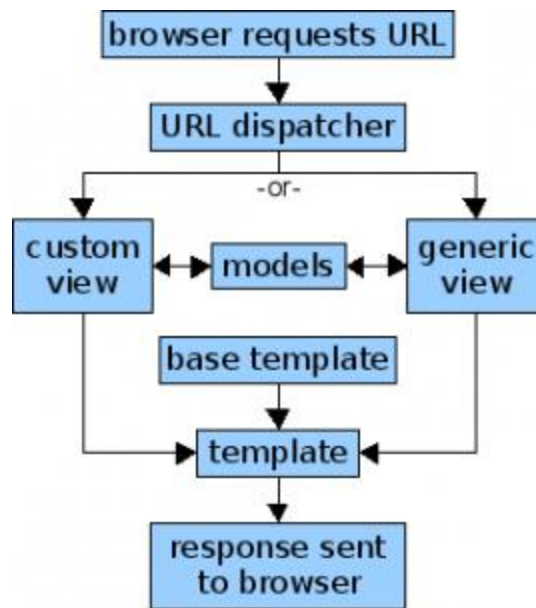 browser requests URL
URL dispatcher
-or-
custom
view
models
generic
view
base template
template
response sent
to browser